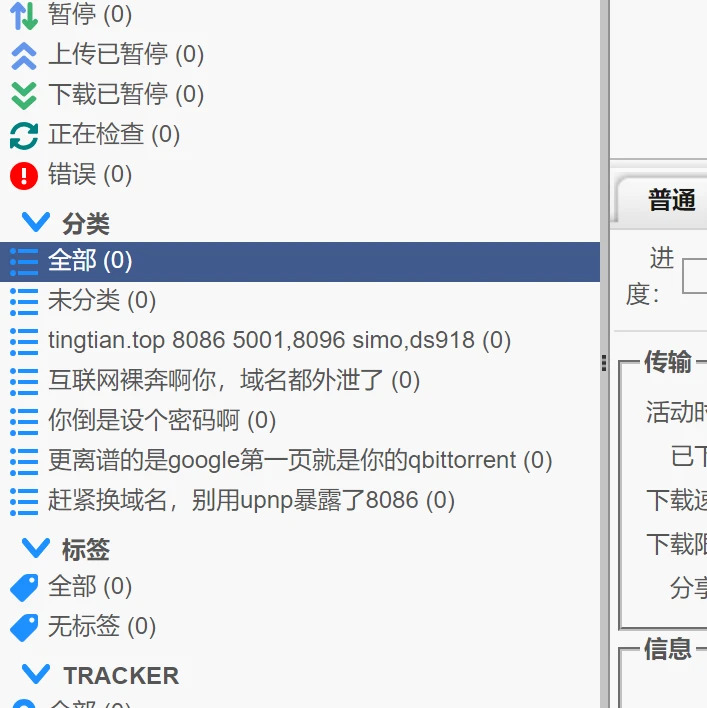 暂停 (0)
上传已暂停 (0)
下载已暂停 (0)
正在检查 (0)
错误 (0)
分类
全部 (0)
未分类 (0)
tingtian.top 8086 5001,8096 simo,ds918 (0)
互联网裸奔啊你，域名都外泄了 (0)
你倒是设个密码啊 (0)
更离谱的是google第一页就是你的qbittorrent (0)
赶紧换域名，别用upnp暴露了8086 (0)
标签
全部 (0)
无标签 (0)
TRACKER
全部 (0)
普通
进
度：
传输
活动
已下
下载速
下载限
分享
信息